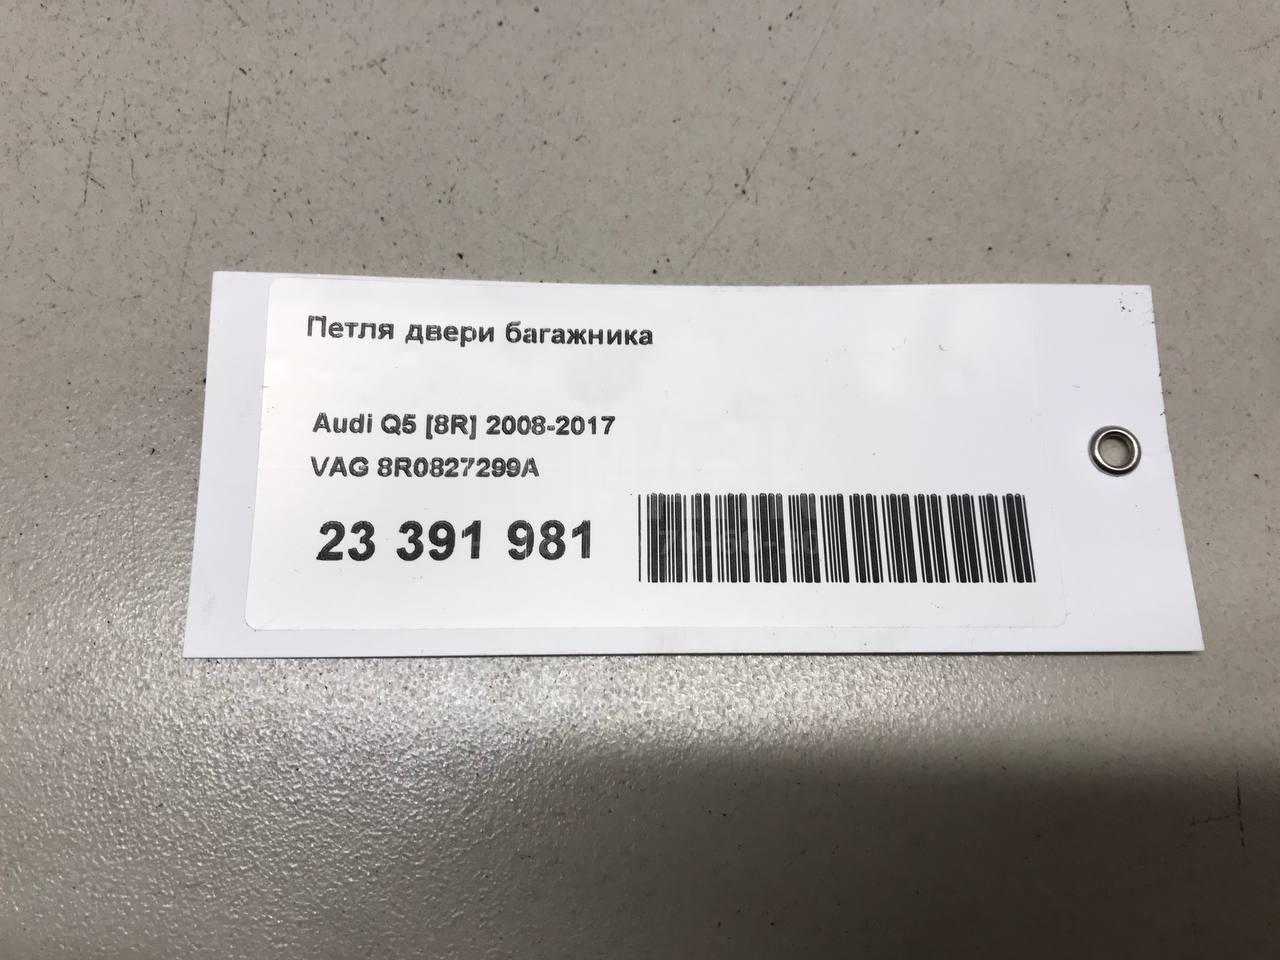 Петля двери багажника
Audi Q5 [8R] 2008-2017
VAG 8R0827299A
23 391 981